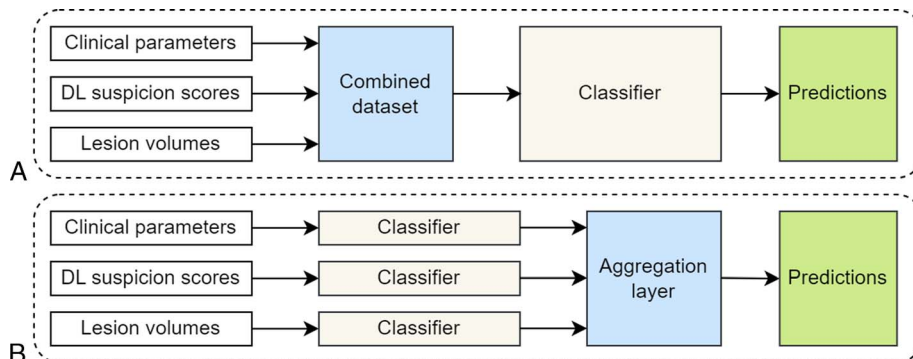 Clinical parameters
DL suspicion scores
Lesion volumes
Combined
dataset
Classifier
Predictions
A
Clinical parameters
Classifier
DL suspicion scores
Classifier
Lesion volumes
Classifier
Aggregation
layer
Predictions
B